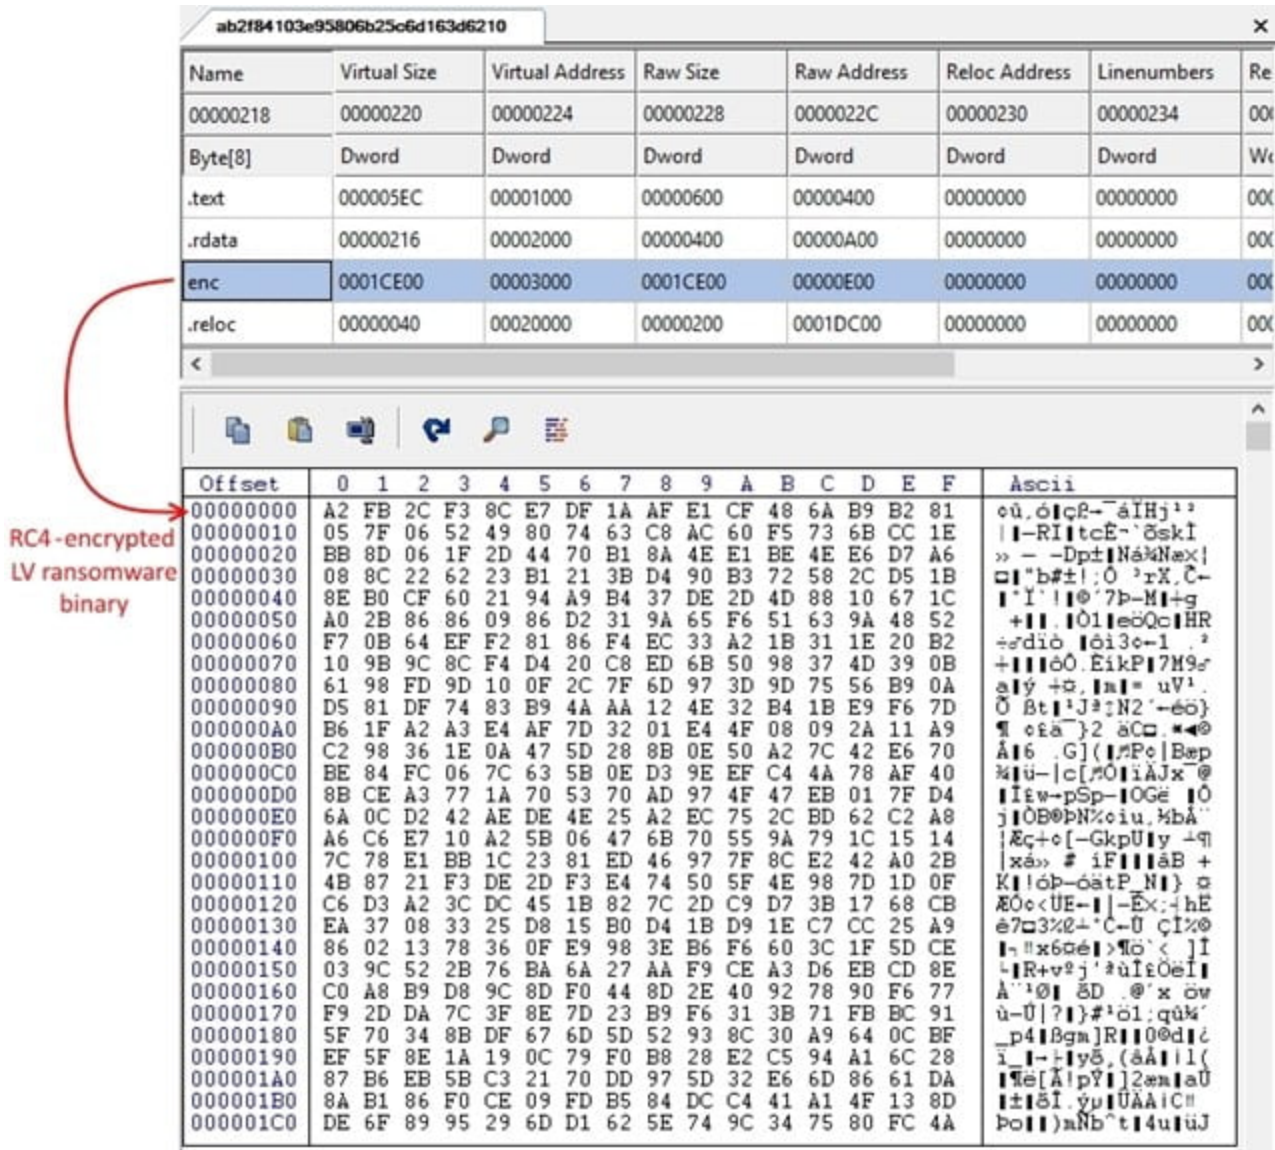 ab2f84103e95806b25c6d163d6210
Name Virtual Size Virtual Address Raw Size Raw Address Reloc Address Linenumbers Re
00000218 00000220 00000224 00000228 0000022C 00000230 00000234 000
Byte[8] Dword Dword Dword Dword Dword Dword Wo
.text 000005EC 00001000 00000600 00000400 00000000 00000000 000
.rdata 00000216 00002000 00000400 00000A00 00000000 00000000 000
enc 0001CE00 00003000 0001CE00 00000E00 00000000 00000000 000
.reloc 00000040 00020000 00000200 0001DC00 00000000 00000000 000
RC4-encrypted
LV ransomware
binary
Offset 0 1 2 3 4 5 6 7 8 9 A B C D E F Ascii
00000000 A2 FB 2C F3 8C E7 DF 1A AF E1 CF 48 6A B9 B2 81
00000010 05 7F 06 52 49 80 74 63 C8 AC 60 F5 73 6B CC 1E
00000020 BB 8D 06 1F 2D 44 70 B1 8A 4E E1 BE 4E E6 D7 A6
00000030 08 8C 22 62 23 B1 21 3B D4 90 B3 72 58 2C D5 1B
00000040 8E B0 CF 60 21 94 A9 B4 37 DE 2D 4D 88 10 67 1C
00000050 A0 2B 86 86 09 86 D2 31 9A 65 F6 51 63 9A 48 52
00000060 F7 0B 64 EF F2 81 86 F4 EC 33 A2 1B 31 1E 20 B2
00000070 10 9B 9C 8C F4 D4 20 C8 ED 6B 50 98 37 4D 39 0B
00000080 61 98 FD 9D 10 0F 2C 7F 6D 97 3D 9D 75 56 B9 0A
00000090 D5 81 DF 74 83 B9 4A AA 12 4E 32 B4 1B E9 F6 7D
000000A0 B6 1F A2 A3 E4 AF 7D 32 01 E4 4F 08 09 2A 11 A9
000000B0 C2 98 36 1E 0A 47 5D 28 8B 0E 50 A2 7C 42 E6 70
000000C0 BE 84 FC 06 7C 63 5B 0E D3 9E EF C4 4A 78 AF 40
000000D0 8B CE A3 77 1A 70 53 70 AD 97 4F 47 EB 01 7F D4
000000E0 6A 0C D2 42 AE DE 4E 25 A2 EC 75 2C BD 62 C2 A8
000000F0 A6 C6 E7 10 A2 5B 06 47 6B 70 55 9A 79 1C 15 14
00000100 7C 78 E1 BB 1C 23 81 ED 46 97 7F 8C E2 42 A0 2B
00000110 4B 87 21 F3 DE 2D F3 E4 74 50 5F 4E 98 7D 1D 0F
00000120 C6 D3 A2 3C DC 45 1B 82 7C 2D C9 D7 3B 17 68 CB
00000130 EA 37 08 33 25 D8 15 B0 D4 1B D9 1E C7 CC 25 A9
00000140 86 02 13 78 36 0F E9 98 3E B6 F6 60 3C 1F 5D CE
00000150 03 9C 52 2B 76 BA 6A 27 AA F9 CE A3 D6 EB CD 8E
00000160 C0 A8 B9 D8 9C 8D F0 44 8D 2E 40 92 78 90 F6 77
00000170 F9 2D DA 7C 3F 8E 7D 23 B9 F6 31 3B 71 FB BC 91
00000180 5F 70 34 8B DF 67 6D 5D 52 93 8C 30 A9 64 0C BF
00000190 EF 5F 8E 1A 19 0C 79 F0 B8 28 E2 C5 94 A1 6C 28
000001A0 87 B6 EB 5B C3 21 70 DD 97 5D 32 E6 6D 86 61 DA
000001B0 8A B1 86 F0 CE 09 FD B5 84 DC C4 41 A1 4F 13 8D
000001C0 DE 6F 89 95 29 6D D1 62 5E 74 9C 34 75 80 FC 4A